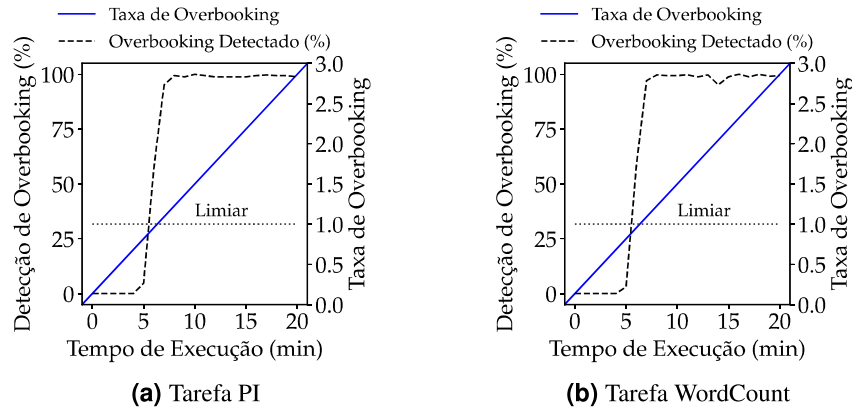 Taxa de Overbooking
Overbooking Detectado (%)
Detecção de Overbooking (%)
100
75
50
25
0
Limiar
3.0
2.5
2.0
1.5
1.0
0.5
0.0
Taxa de Overbooking
0 5 10 15 20
Tempo de Execução (min)
(a) Tarefa PI
Taxa de Overbooking
Overbooking Detectado (%)
Detecção de Overbooking (%)
100
75
50
25
0
Limiar
3.0
2.5
2.0
1.5
1.0
0.5
0.0
Taxa de Overbooking
0 5 10 15 20
Tempo de Execução (min)
(b) Tarefa WordCount